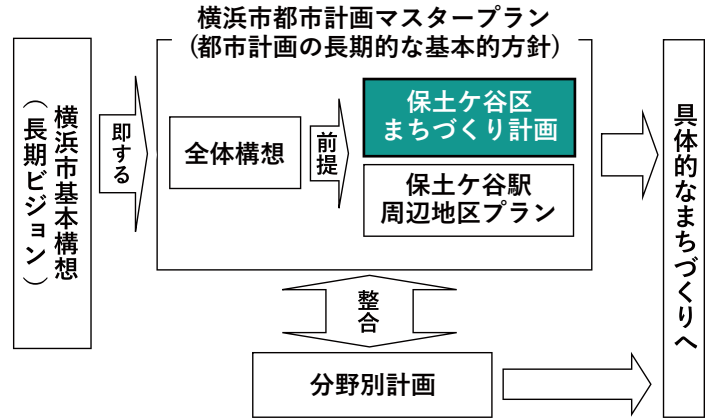 横浜市都市計画マスタープラン
(都市計画の長期的な基本的方針)
横浜市基本構想
(長期ビジョン)
即する
全体構想
前提
保土ケ谷区
まちづくり計画
保土ケ谷駅
周辺地区プラン
具体的なまちづくりへ
整合
分野別計画